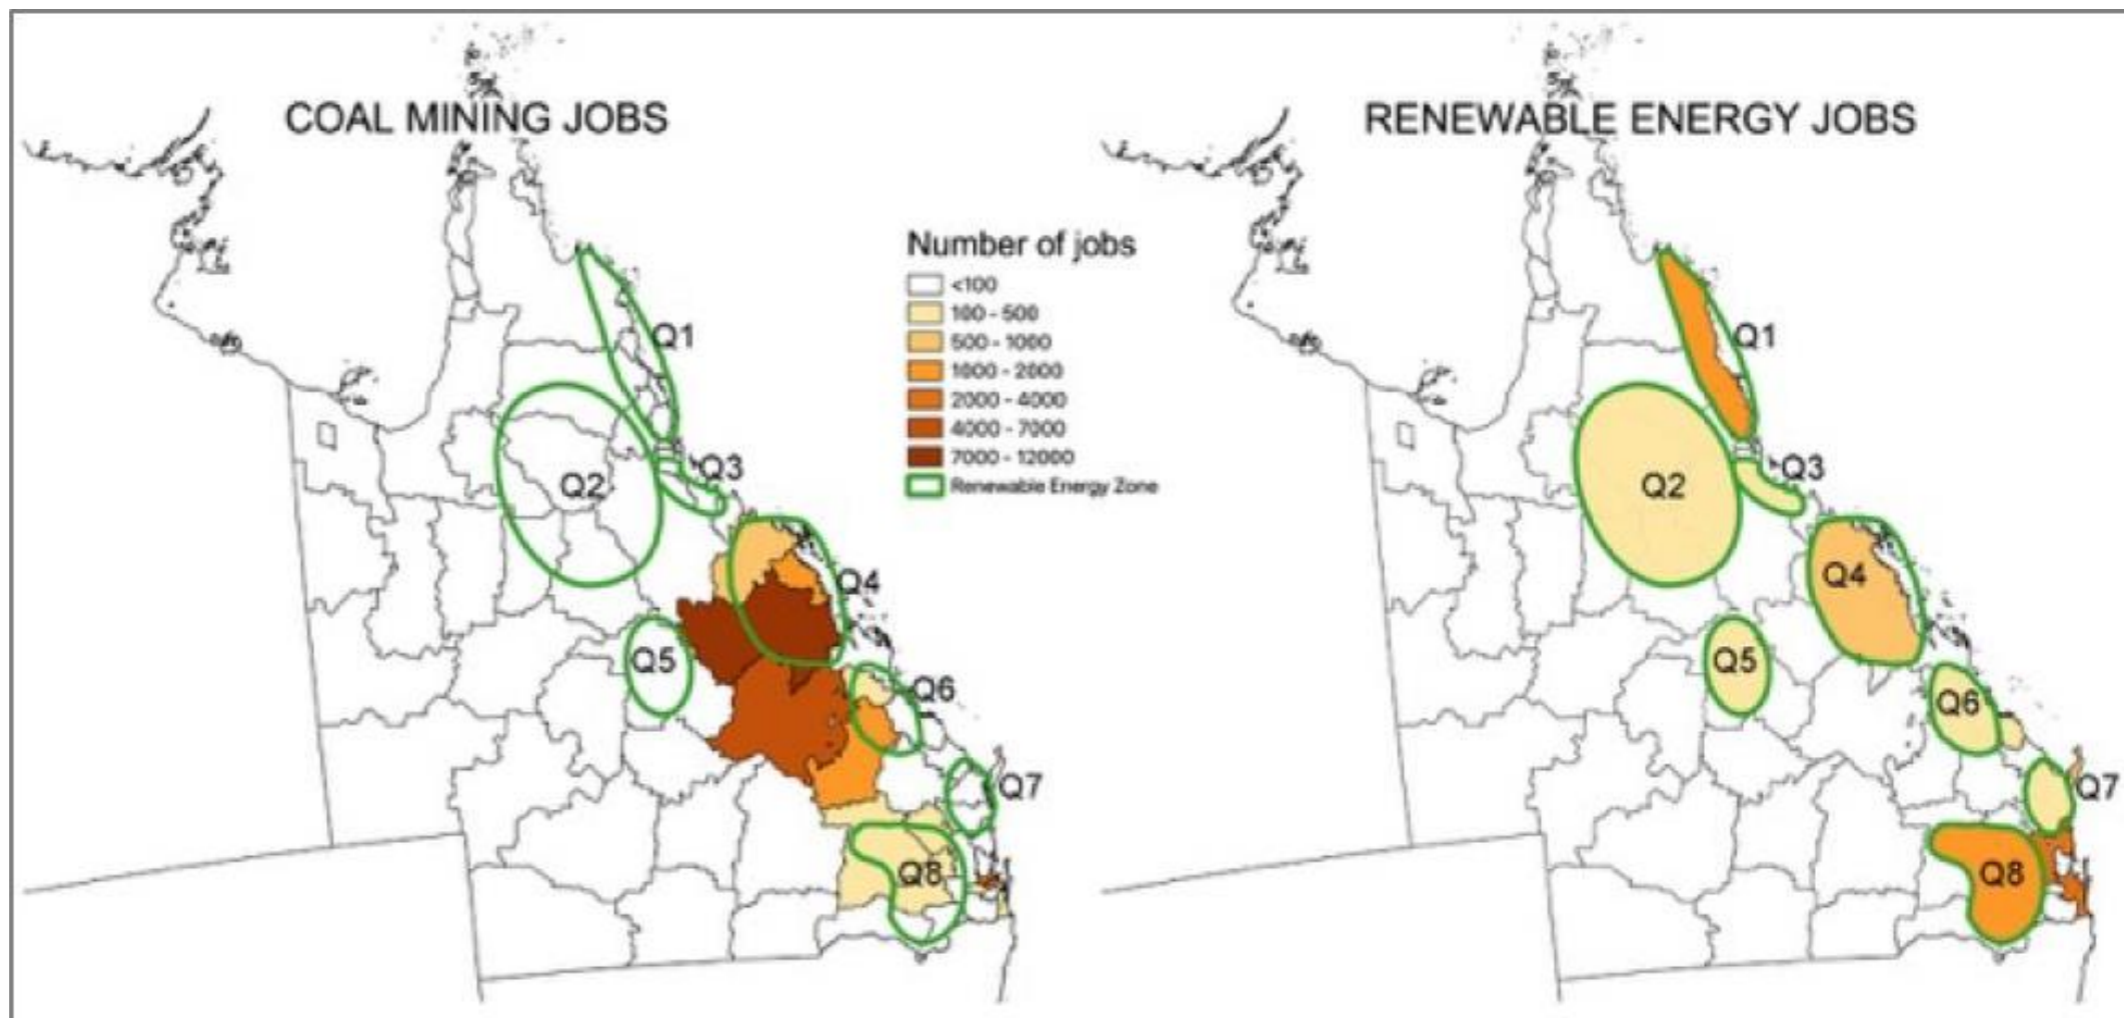 COAL MINING JOBS
RENEWABLE ENERGY JOBS
Number of jobs
<100
100 - 500
500 - 1000
1000 - 2000
2000 - 4000
4000 - 7000
7000 - 12000
Renewable Energy Zone
Q1
Q2
Q3
Q4
Q5
Q6
Q7
Q8
Q1
Q2
Q3
Q4
Q5
Q6
Q7
Q8